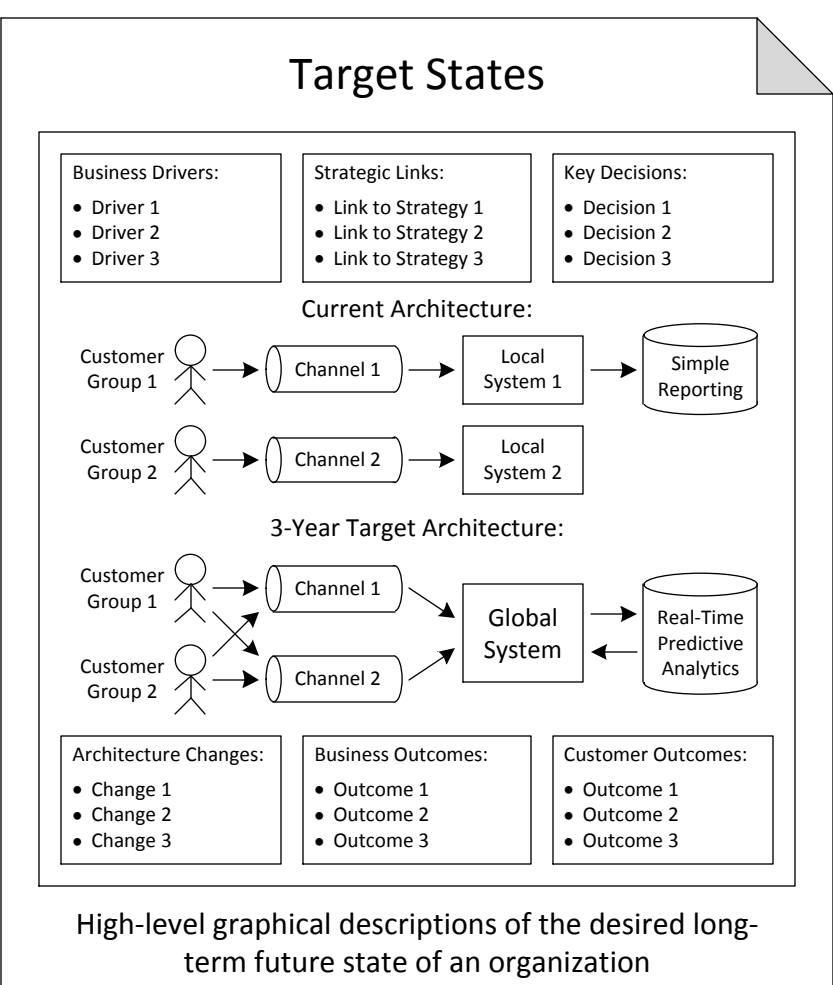 Target States
Business Drivers:
• Driver 1
• Driver 2
• Driver 3
Strategic Links:
• Link to Strategy 1
• Link to Strategy 2
• Link to Strategy 3
Key Decisions:
• Decision 1
• Decision 2
• Decision 3
Current Architecture:
Customer
Group 1
Channel 1
Local
System 1
Simple
Reporting
Customer
Group 2
Channel 2
Local
System 2
3-Year Target Architecture:
Customer
Group 1
Channel 1
Customer
Group 2
Channel 2
Global
System
Real-Time
Predictive
Analytics
Architecture Changes:
• Change 1
• Change 2
• Change 3
Business Outcomes:
• Outcome 1
• Outcome 2
• Outcome 3
Customer Outcomes:
• Outcome 1
• Outcome 2
• Outcome 3
High-level graphical descriptions of the desired long-
term future state of an organization